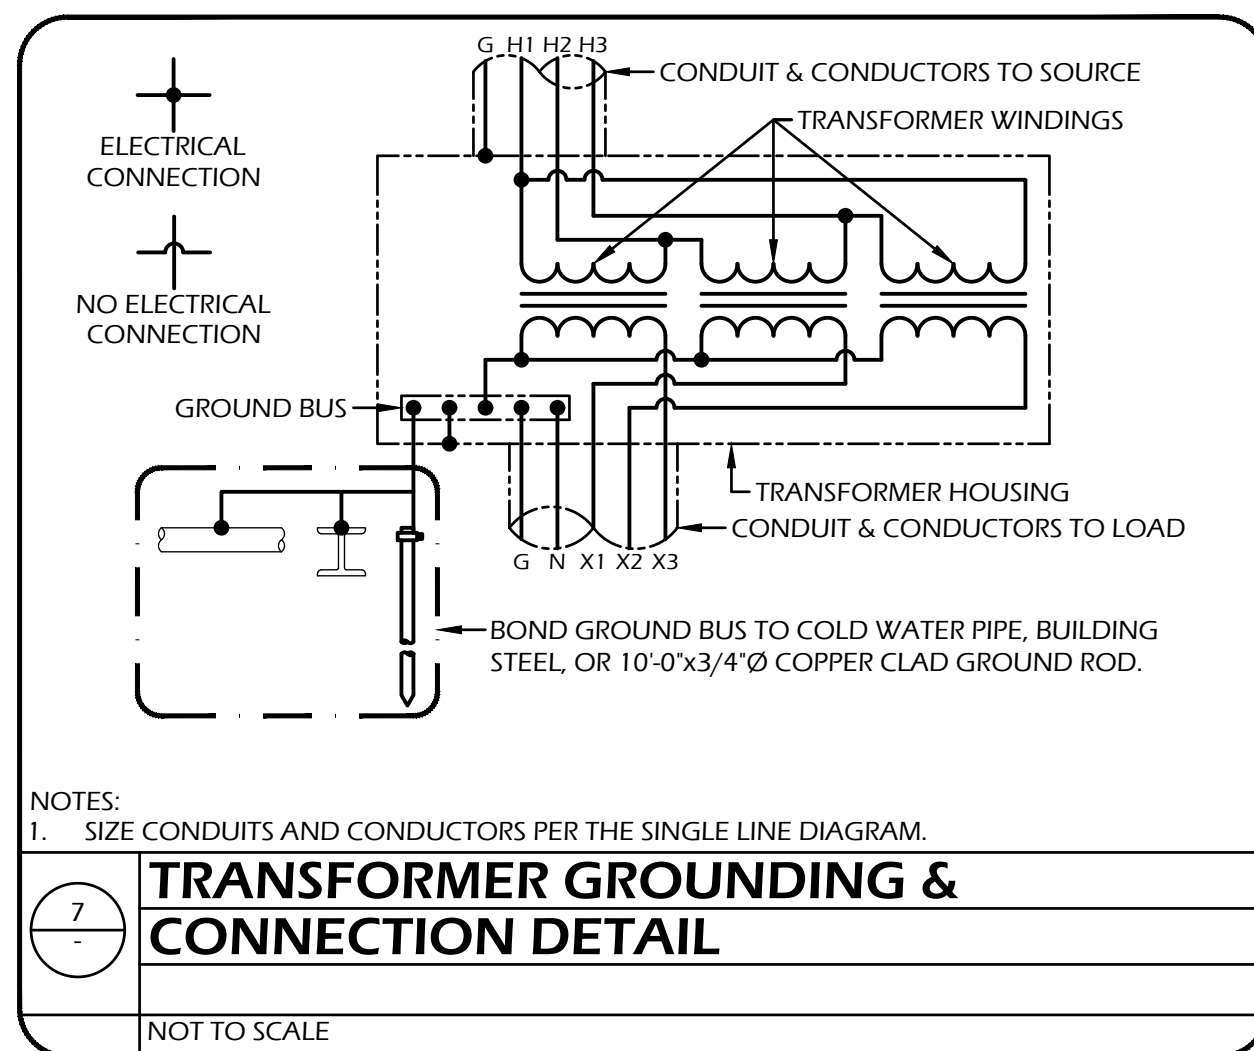 G H1 H2 H3
CONDUIT & CONDUCTORS TO SOURCE
TRANSFORMER WINDINGS
ELECTRICAL
CONNECTION
NO ELECTRICAL
CONNECTION
GROUND BUS
TRANSFORMER HOUSING
CONDUIT & CONDUCTORS TO LOAD
G N X1 X2 X3
BOND GROUND BUS TO COLD WATER PIPE, BUILDING
STEEL, OR 10'-0"x3/4"Ø COPPER CLAD GROUND ROD.
NOTES:
1. SIZE CONDUITS AND CONDUCTORS PER THE SINGLE LINE DIAGRAM.
7
-
TRANSFORMER GROUNDING &
CONNECTION DETAIL
NOT TO SCALE